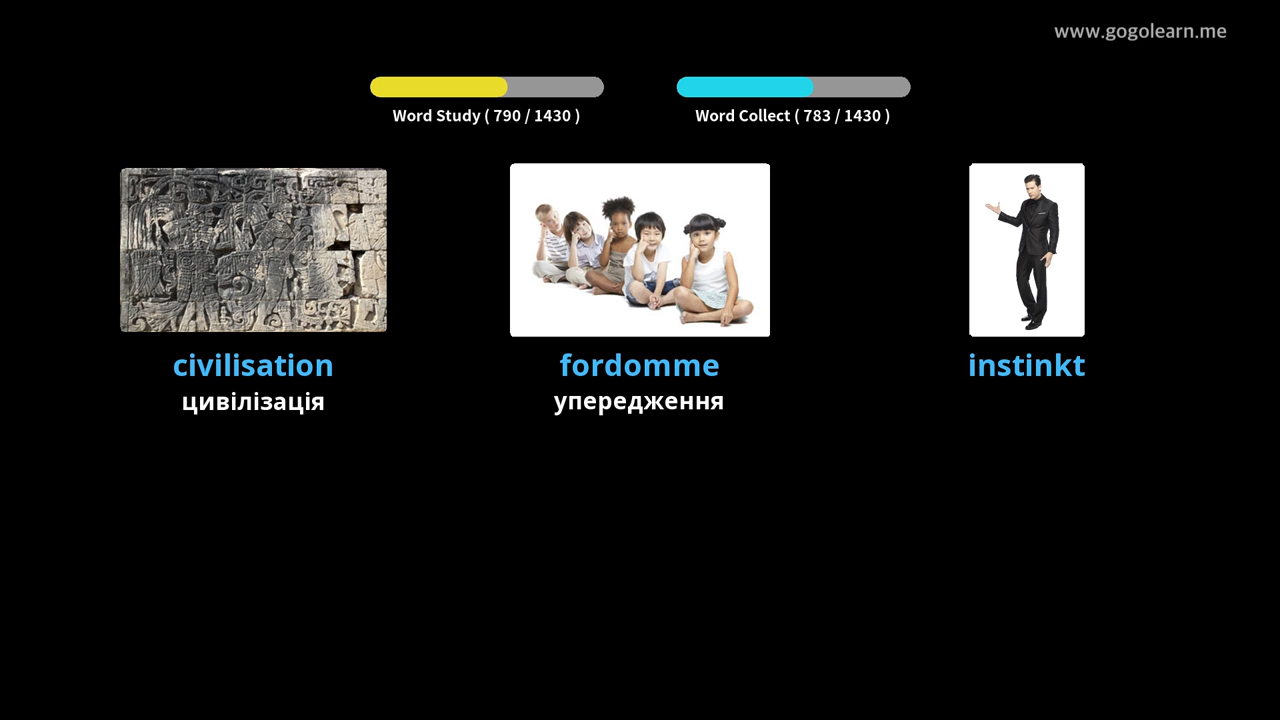 www.gogolearn.me
Word Study ( 790 / 1430 )
Word Collect ( 783 / 1430 )
civilisation
цивілізація
fordomme
упередження
instinkt